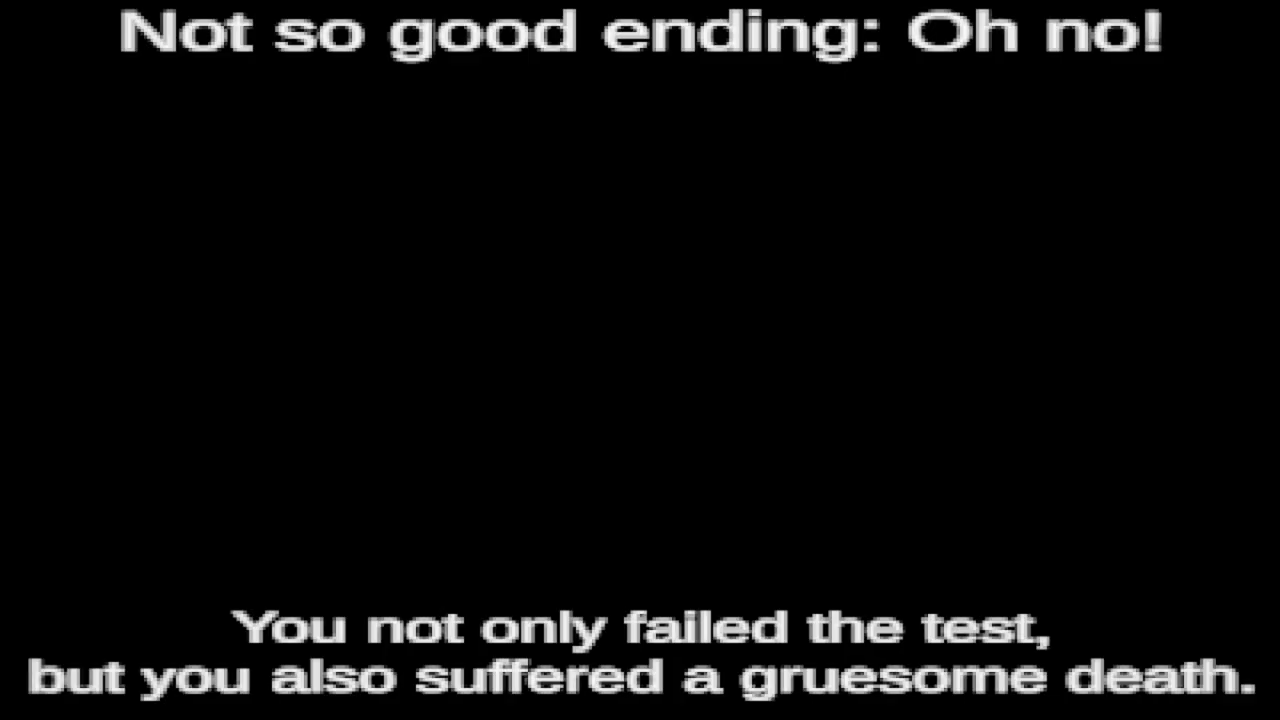 Not so good ending: Oh no!
You not only failed the test,
but you also suffered a gruesome death.